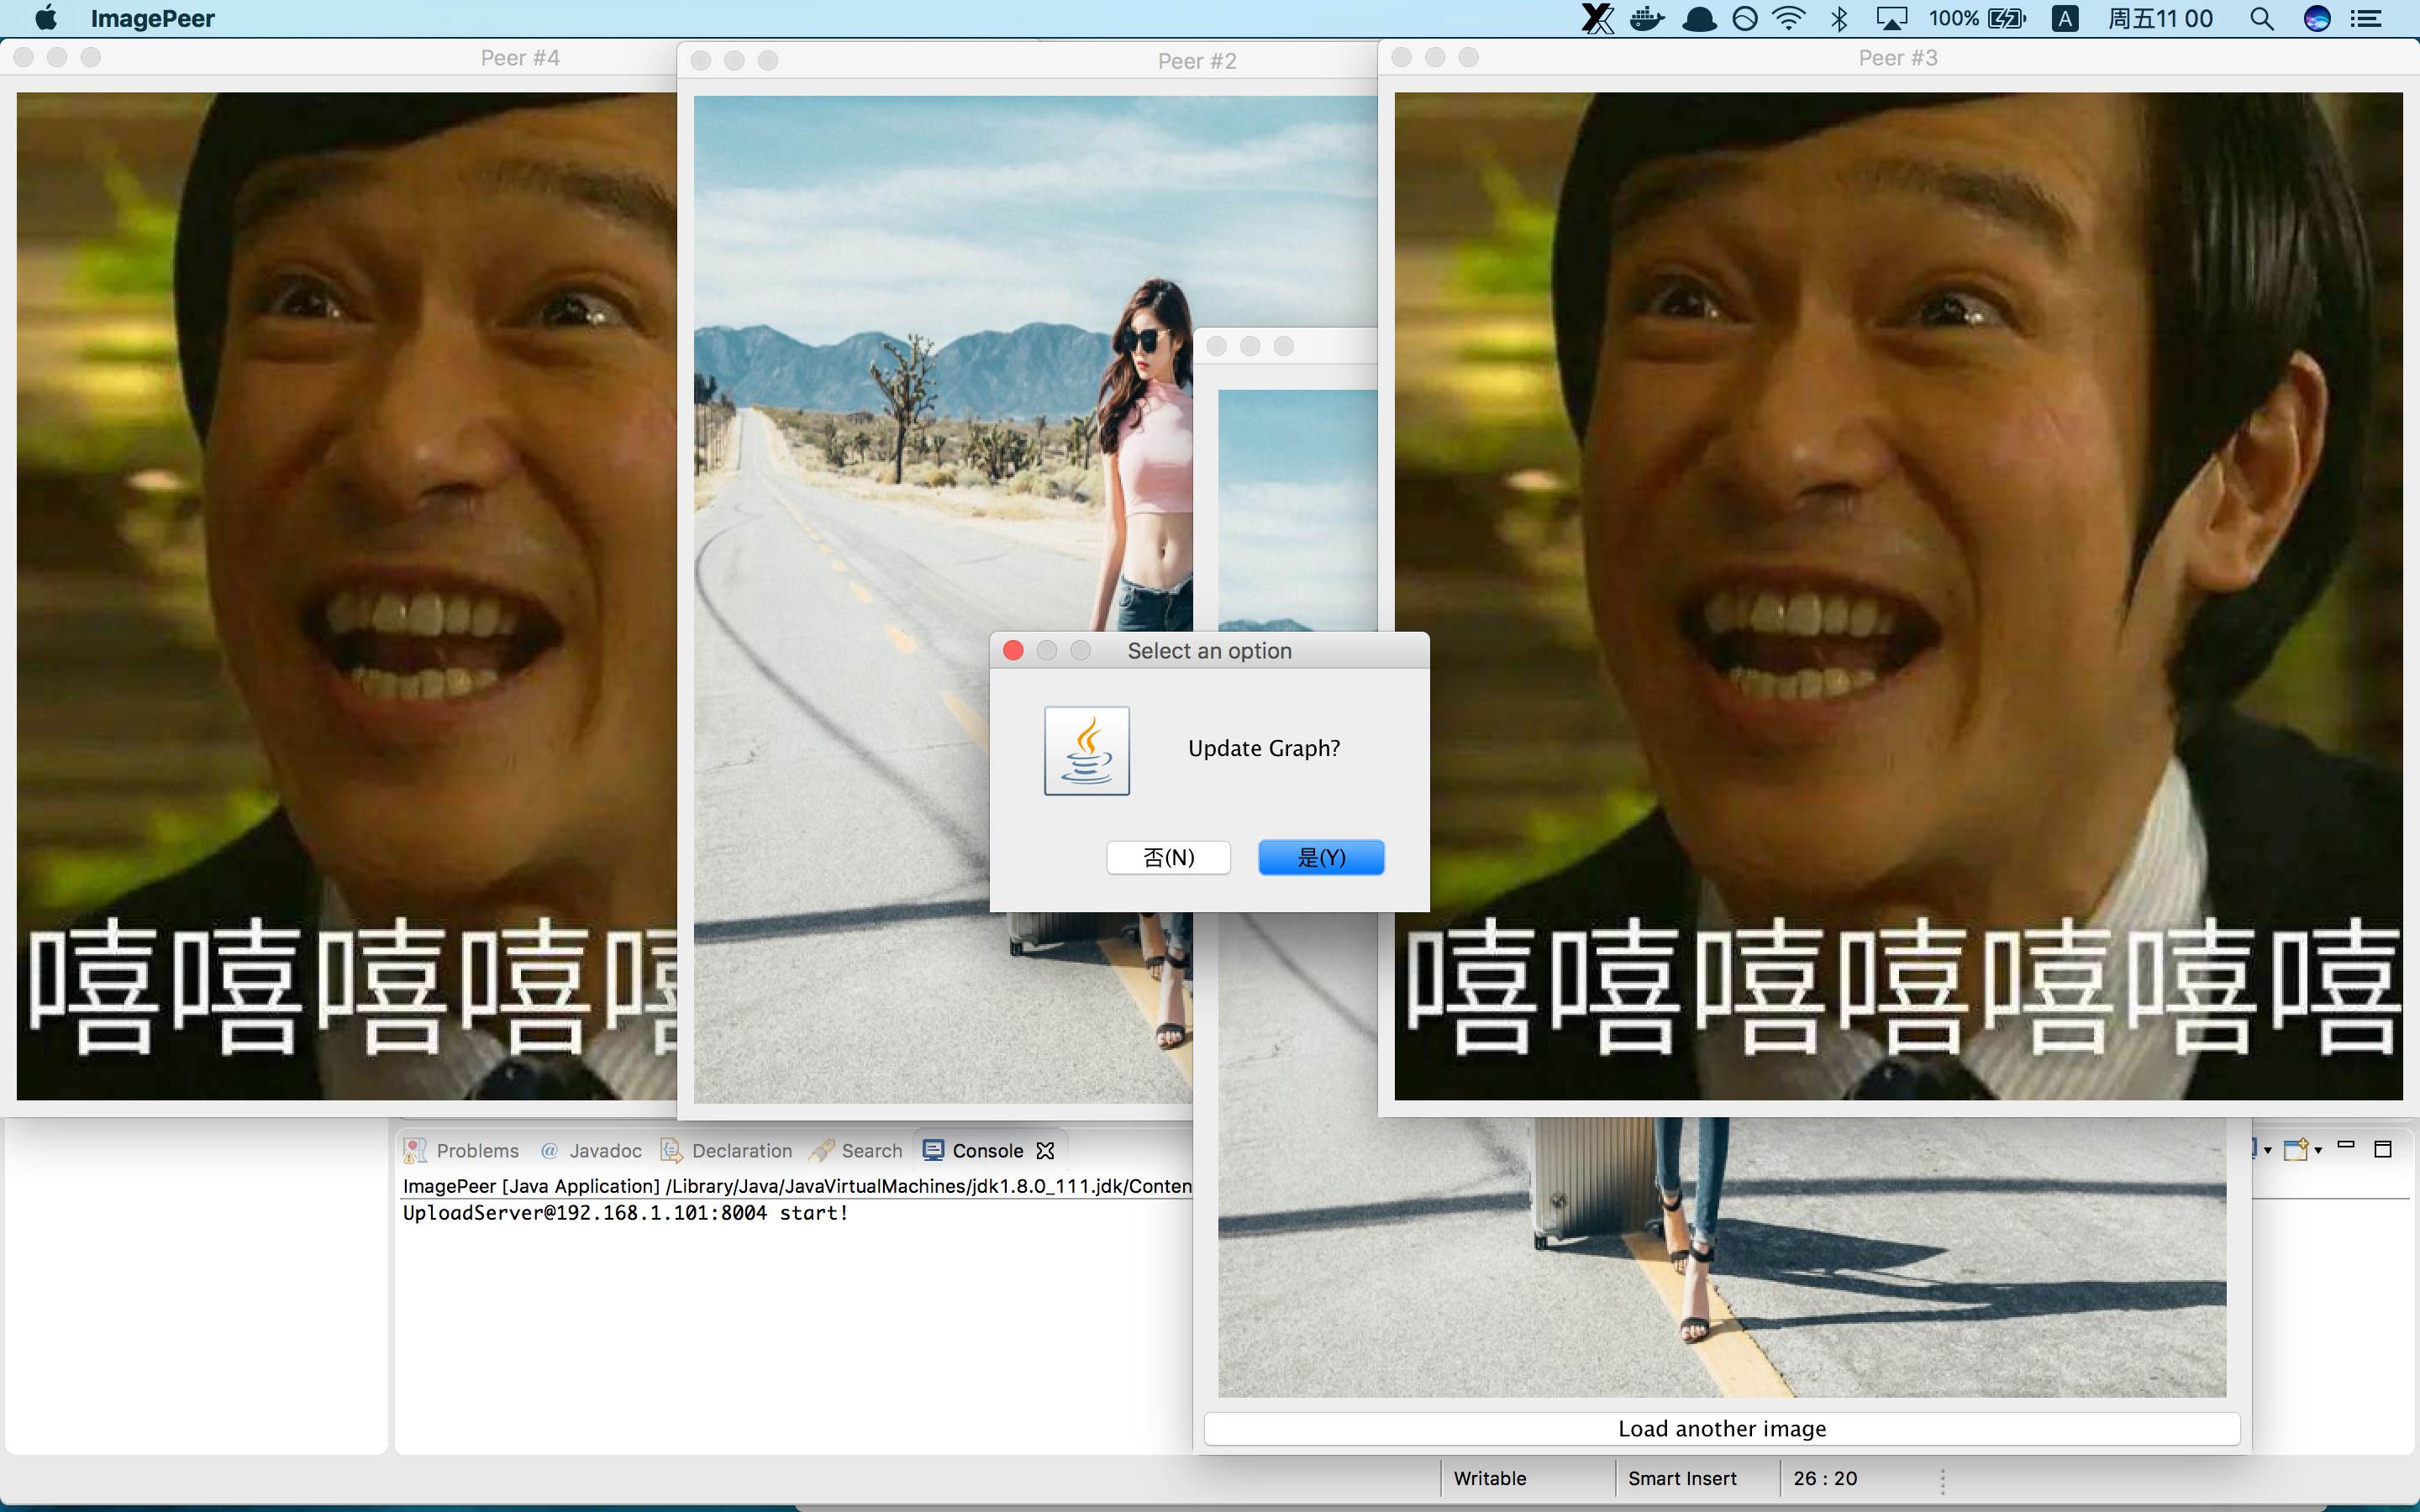 ImagePeer
100%
A
周五11 00
Peer #4
Peer #2
Peer #3
Select an option
Update Graph?
否(N)
是(Y)
嘻嘻嘻嘻
嘻嘻嘻嘻嘻嘻嘻
Problems
@ Javadoc
Declaration
Search
Console
ImagePeer [Java Application] /Library/Java/JavaVirtualMachines/jdk1.8.0_111.jdk/Conten
UploadServer@192.168.1.101:8004 start!
Load another image
Writable
Smart Insert
26 : 20